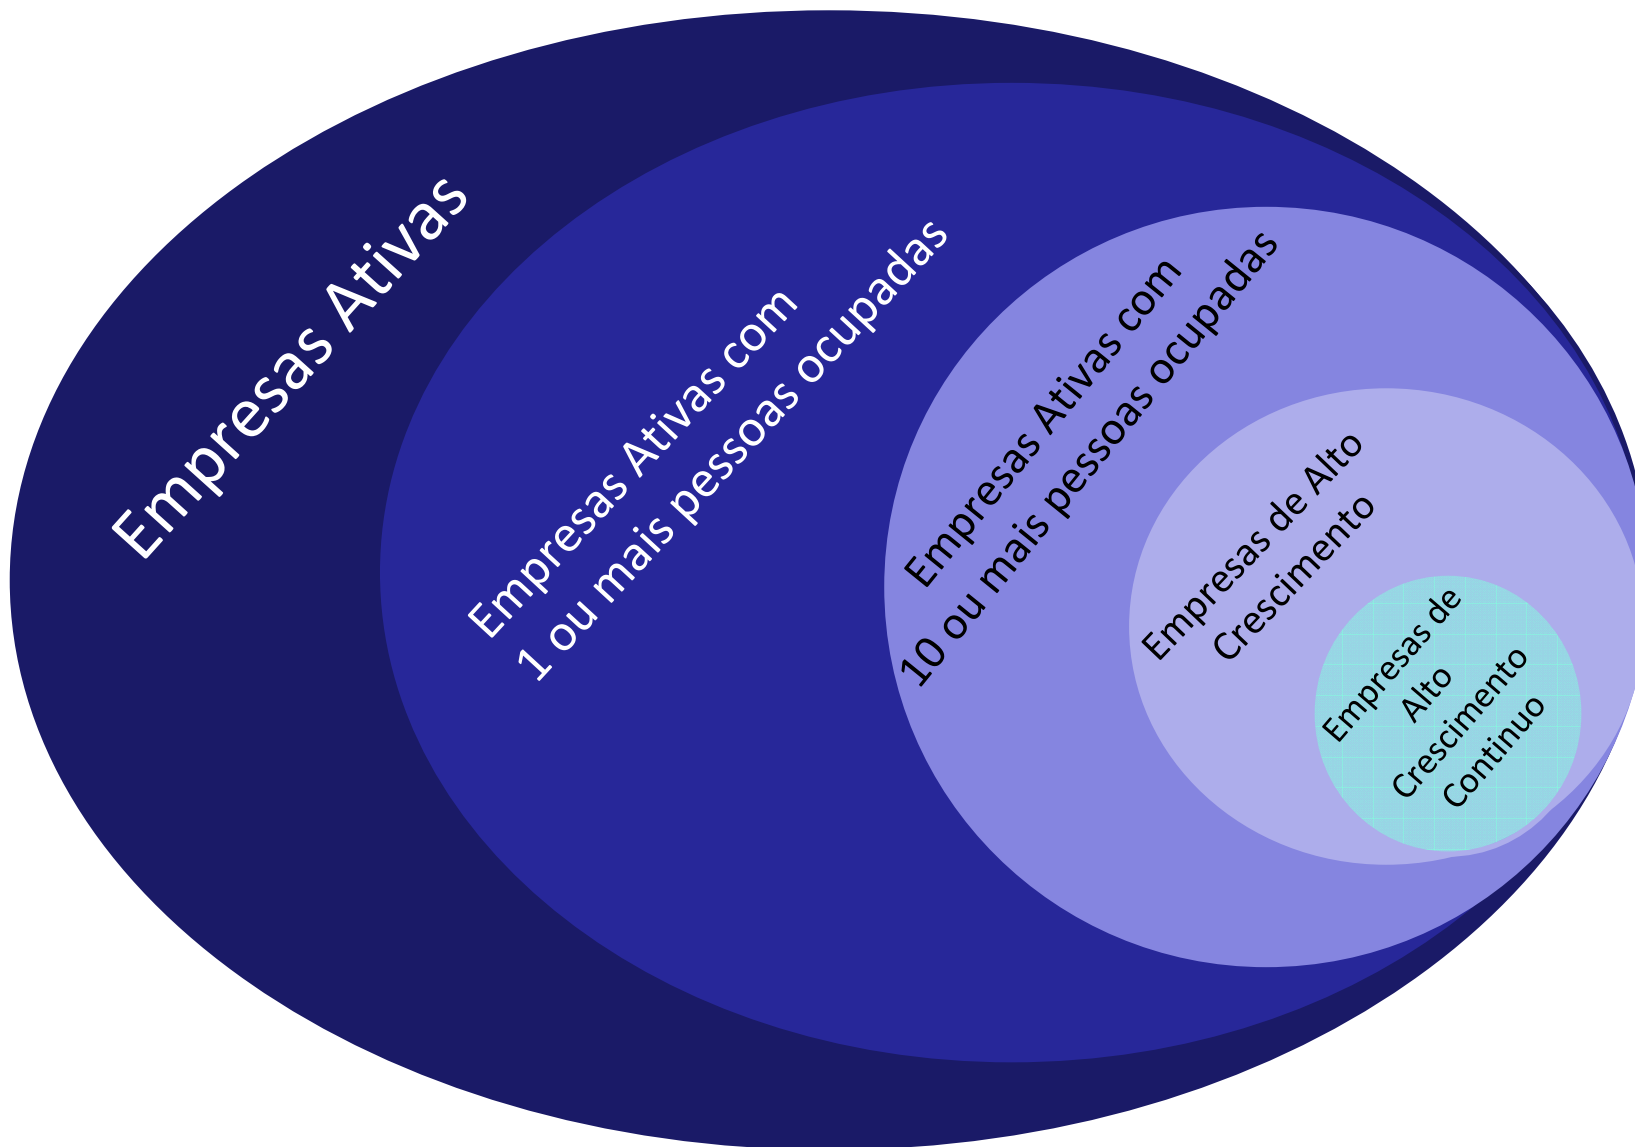 Empresas Ativas
Empresas Ativas com
1 ou mais pessoas ocupadas
Empresas Ativas com
10 ou mais pessoas ocupadas
Empresas de Alto
Crescimento
Empresas de
Alto
Crescimento
Continuo